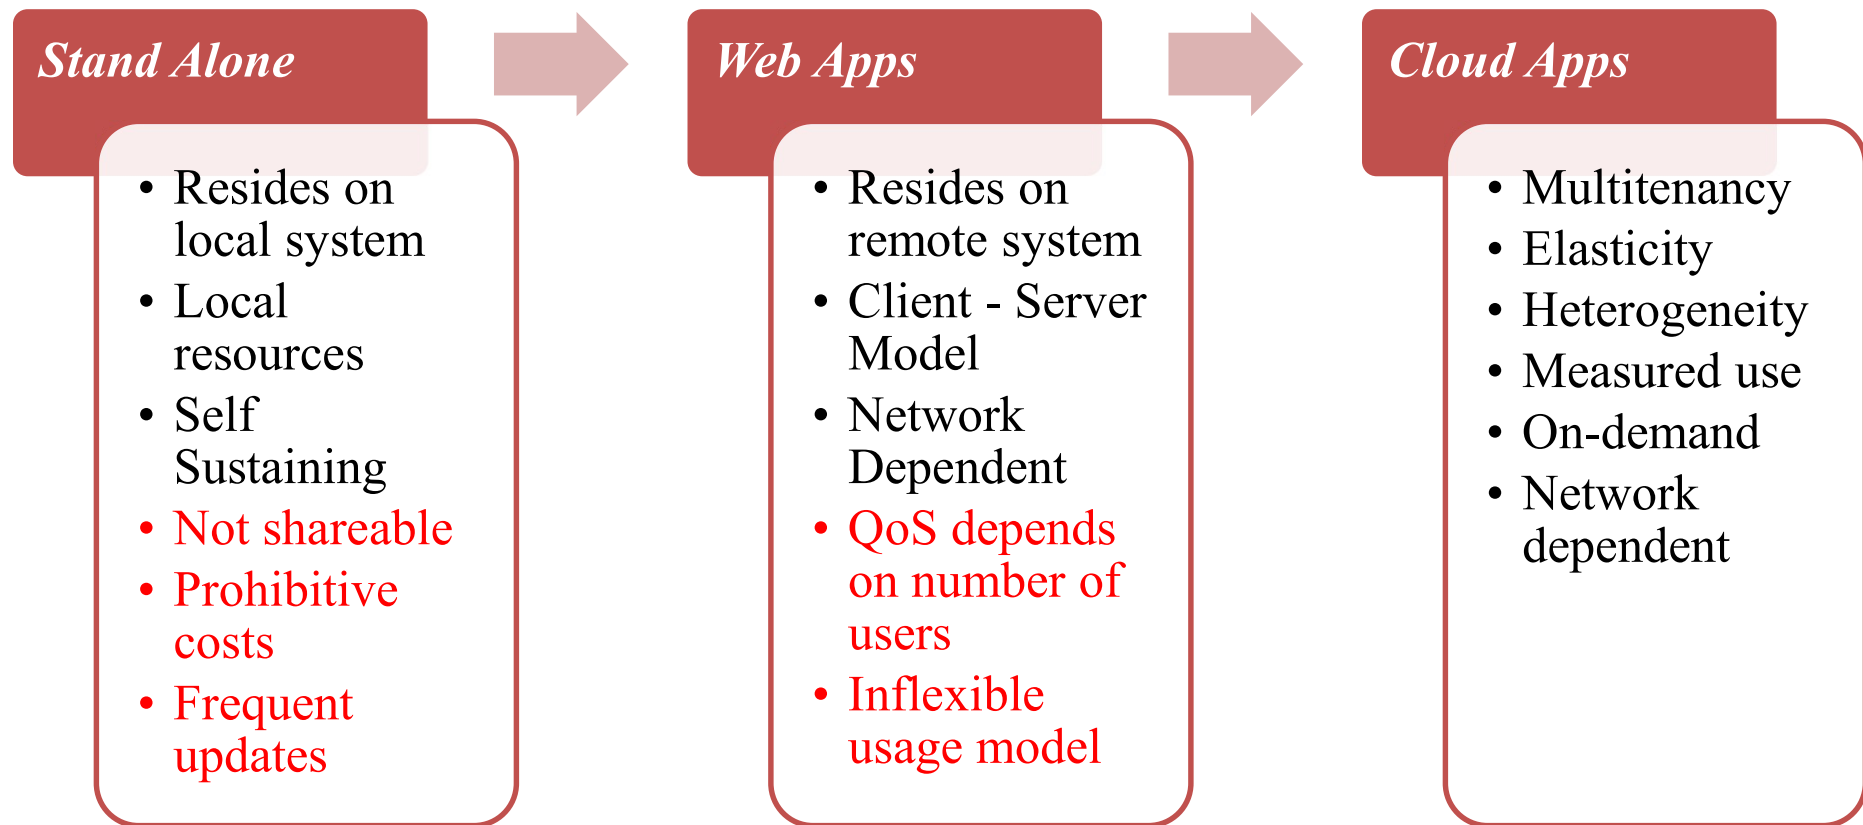 Stand Alone
• Resides on
local system
• Local
resources
• Self
Sustaining
• Not shareable
• Prohibitive
costs
• Frequent
updates
Web Apps
• Resides on
remote system
• Client - Server
Model
• Network
Dependent
• QoS depends
on number of
users
• Inflexible
usage model
Cloud Apps
• Multitenancy
• Elasticity
• Heterogeneity
• Measured use
• On-demand
• Network
dependent